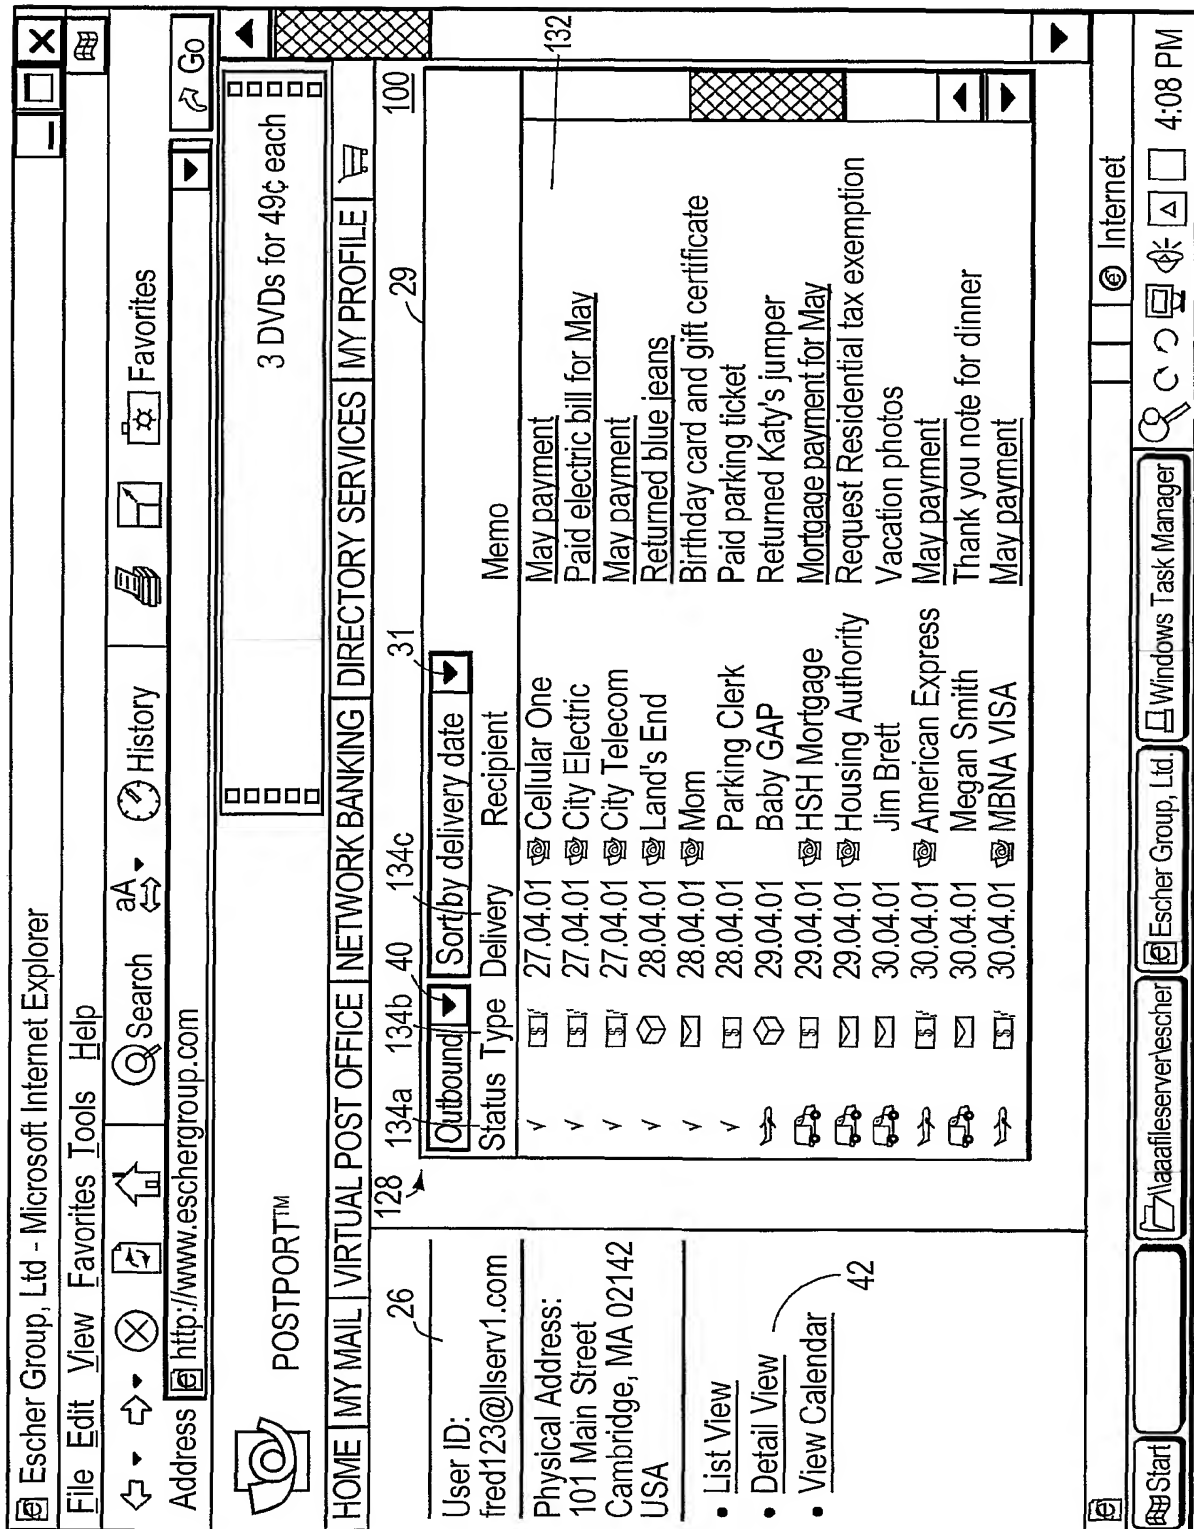 Escher Group, Ltd - Microsoft Internet Explorer
File Edit View Favorites Tools Help
Search aA History Favorites
Address http://www.eschergroup.com Go
POSTPORT™
3 DVDs for 49¢ each
HOME MY MAIL VIRTUAL POST OFFICE NETWORK BANKING DIRECTORY SERVICES MY PROFILE
128 134a 134b 40 134c 31 29 100
26
User ID:
fred123@llserv1.com
Physical Address:
101 Main Street
Cambridge, MA 02142
USA
• List View
• Detail View
• View Calendar
42
Outbound Sort by delivery date
Status Type Delivery Recipient Memo
√ $ 27.04.01 Cellular One May payment
√ $ 27.04.01 City Electric Paid electric bill for May
√ $ 27.04.01 City Telecom May payment
√ 28.04.01 Land's End Returned blue jeans
√ 28.04.01 Mom Birthday card and gift certificate
√ $ 28.04.01 Parking Clerk Paid parking ticket
29.04.01 Baby GAP Returned Katy's jumper
$ 29.04.01 HSH Mortgage Mortgage payment for May
29.04.01 Housing Authority Request Residential tax exemption
30.04.01 Jim Brett Vacation photos
$ 30.04.01 American Express May payment
30.04.01 Megan Smith Thank you note for dinner
$ 30.04.01 MBNA VISA May payment
132
Internet
Start \\aaafileserver\escher Escher Group, Ltd. Windows Task Manager 4:08 PM